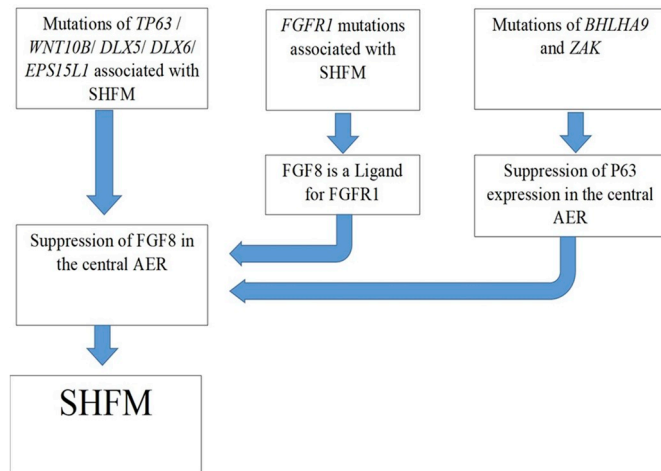 Mutations of TP63 /
WNT10B/ DLX5/ DLX6/
EPS15L1 associated with
SHFM
FGFR1 mutations
associated with
SHFM
Mutations of BHLHA9
and ZAK
FGF8 is a Ligand
for FGFR1
Suppression of P63
expression in the central
AER
Suppression of FGF8 in
the central AER
SHFM